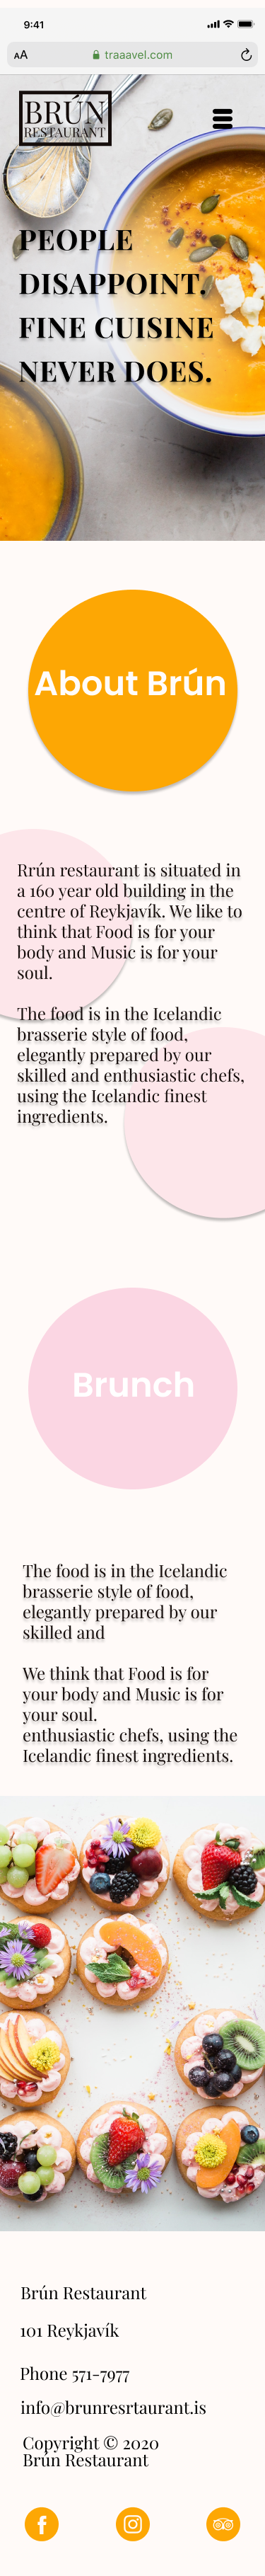 9:41
AA
traaavel.com
BRÚN
RESTAURANT
PEOPLE
DISAPPOINT.
FINE CUISINE
NEVER DOES.
About Brún
Rrún restaurant is situated in
a 160 year old building in the
centre of Reykjavík. We like to
think that Food is for your
body and Music is for your
soul.
The food is in the Icelandic
brasserie style of food,
elegantly prepared by our
skilled and enthusiastic chefs,
using the Icelandic finest
ingredients.
Brunch
The food is in the Icelandic
brasserie style of food,
elegantly prepared by our
skilled and
We think that Food is for
your body and Music is for
your soul.
enthusiastic chefs, using the
Icelandic finest ingredients.
Brún Restaurant
101 Reykjavík
Phone 571-7977
info@brunresrtaurant.is
Copyright © 2020
Brún Restaurant